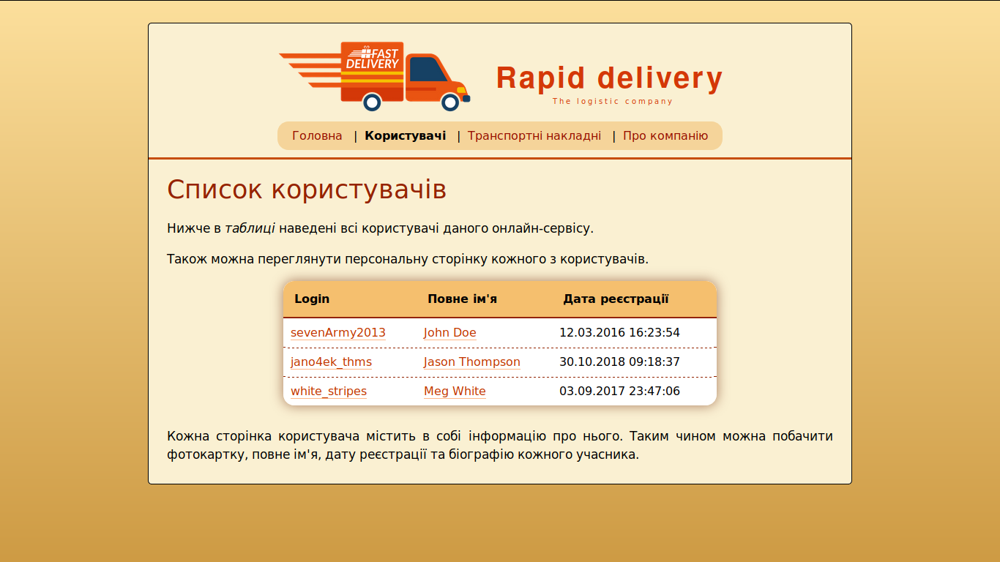 FAST
DELIVERY
Rapid delivery
The logistic company
Головна | Користувачі | Транспортні накладні | Про компанію
Список користувачів
Нижче в таблиці наведені всі користувачі даного онлайн-сервісу.
Також можна переглянути персональну сторінку кожного з користувачів.
Login Повне ім'я Дата реєстрації
sevenArmy2013 John Doe 12.03.2016 16:23:54
jano4ek_thms Jason Thompson 30.10.2018 09:18:37
white_stripes Meg White 03.09.2017 23:47:06
Кожна сторінка користувача містить в собі інформацію про нього. Таким чином можна побачити
фотокартку, повне ім'я, дату реєстрації та біографію кожного учасника.